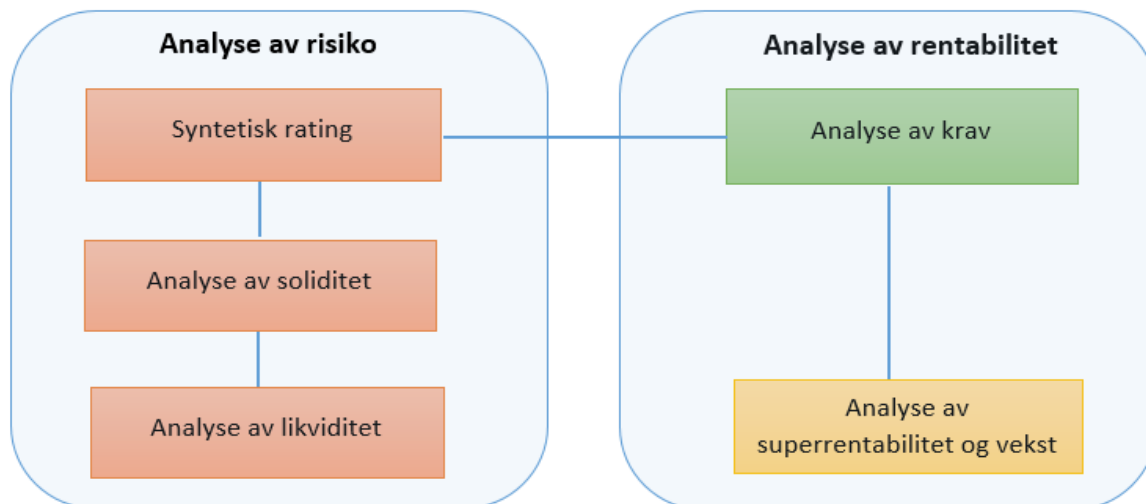 Analyse av risiko
Syntetisk rating
Analyse av soliditet
Analyse av likviditet
Analyse av rentabilitet
Analyse av krav
Analyse av
superrentabilitet og vekst